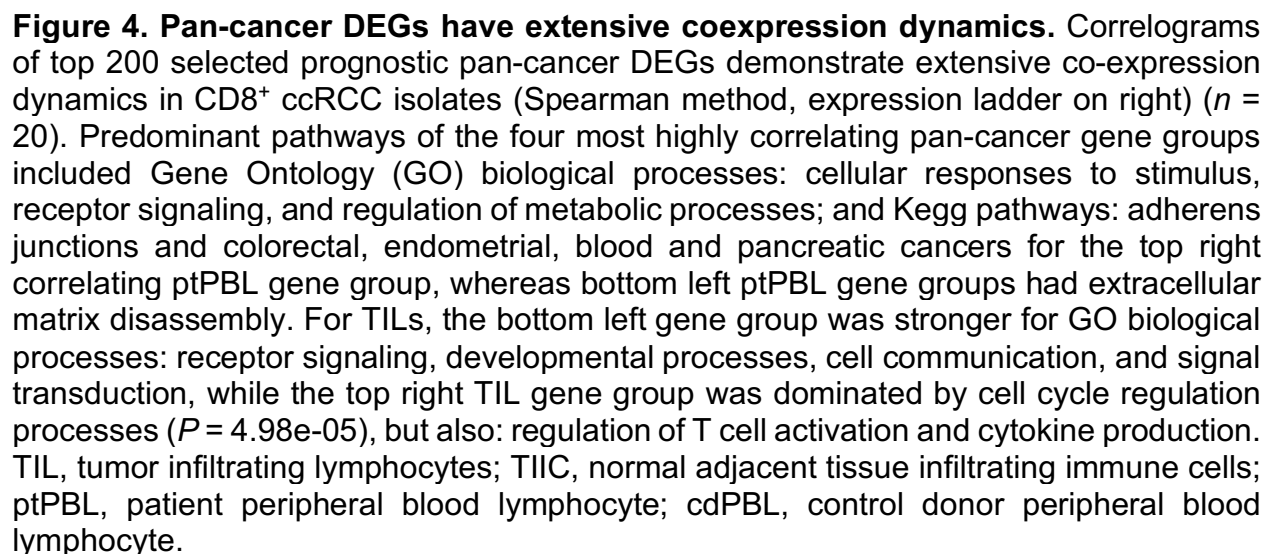 Figure 4. Pan-cancer DEGs have extensive coexpression dynamics. Correlograms
of top 200 selected prognostic pan-cancer DEGs demonstrate extensive co-expression
dynamics in CD8⁺ ccRCC isolates (Spearman method, expression ladder on right) (n =
20). Predominant pathways of the four most highly correlating pan-cancer gene groups
included Gene Ontology (GO) biological processes: cellular responses to stimulus,
receptor signaling, and regulation of metabolic processes; and Kegg pathways: adherens
junctions and colorectal, endometrial, blood and pancreatic cancers for the top right
correlating ptPBL gene group, whereas bottom left ptPBL gene groups had extracellular
matrix disassembly. For TILs, the bottom left gene group was stronger for GO biological
processes: receptor signaling, developmental processes, cell communication, and signal
transduction, while the top right TIL gene group was dominated by cell cycle regulation
processes (P = 4.98e-05), but also: regulation of T cell activation and cytokine production.
TIL, tumor infiltrating lymphocytes; TIIC, normal adjacent tissue infiltrating immune cells;
ptPBL, patient peripheral blood lymphocyte; cdPBL, control donor peripheral blood
lymphocyte.